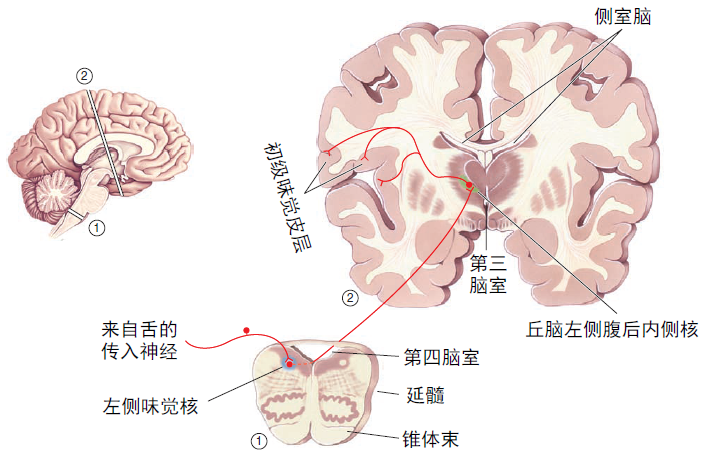 侧室脑
②
初级味觉皮层
①
第三
脑室
②
丘脑左侧腹后内侧核
来自舌的
传入神经
第四脑室
左侧味觉核
延髓
①
锥体束